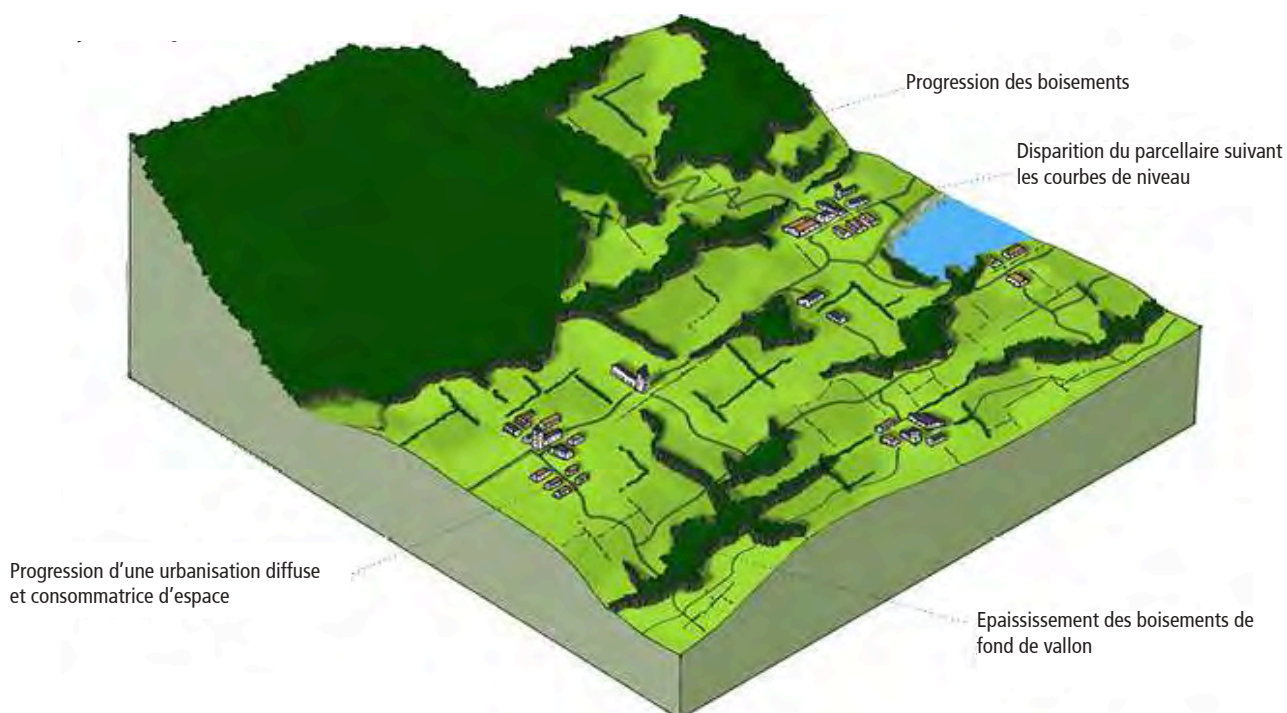 Progression des boisements
Disparition du parcellaire suivant
les courbes de niveau
Progression d’une urbanisation diffuse
et consommatrice d’espace
Epaississement des boisements de
fond de vallon